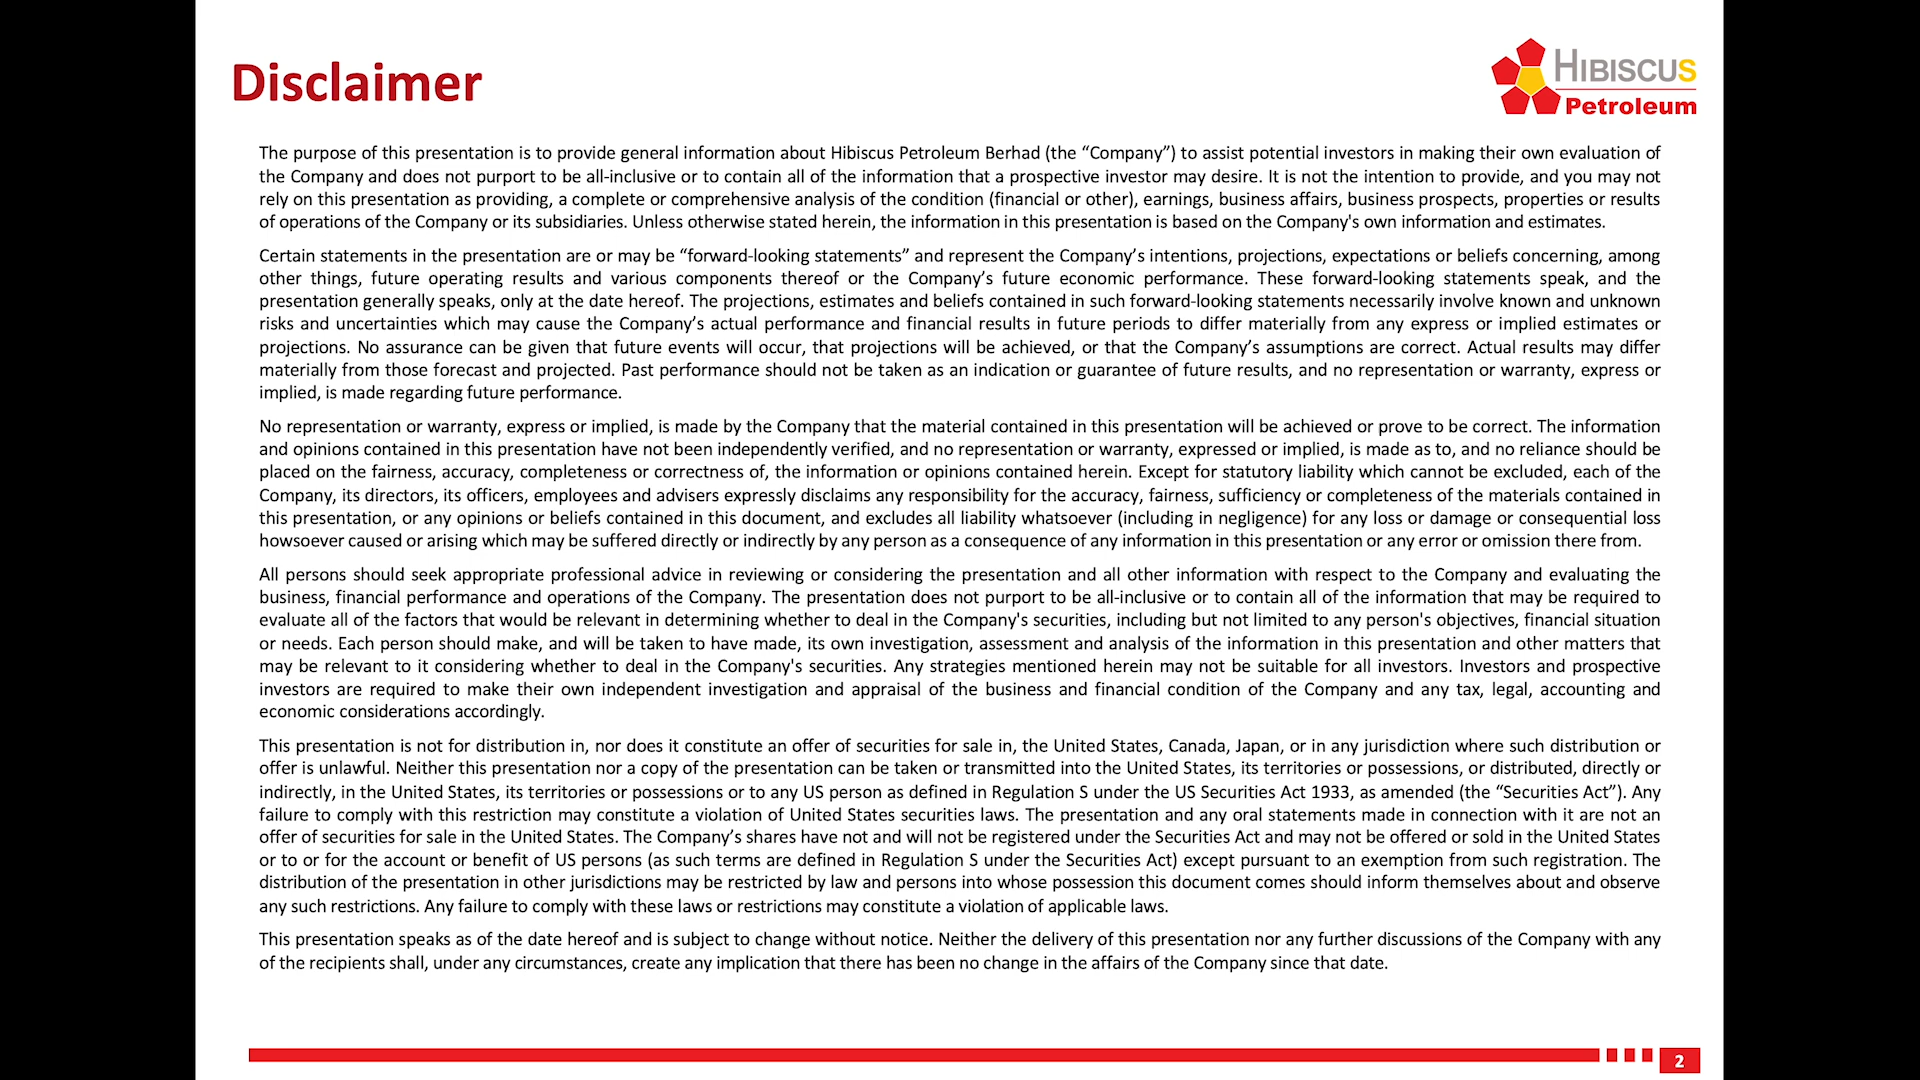 Disclaimer
HIBISCUS
Petroleum
The purpose of this presentation is to provide general information about Hibiscus Petroleum Berhad (the “Company”) to assist potential investors in making their own evaluation of
the Company and does not purport to be all-inclusive or to contain all of the information that a prospective investor may desire. It is not the intention to provide, and you may not
rely on this presentation as providing, a complete or comprehensive analysis of the condition (financial or other), earnings, business affairs, business prospects, properties or results
of operations of the Company or its subsidiaries. Unless otherwise stated herein, the information in this presentation is based on the Company's own information and estimates.
Certain statements in the presentation are or may be “forward-looking statements” and represent the Company’s intentions, projections, expectations or beliefs concerning, among
other things, future operating results and various components thereof or the Company’s future economic performance. These forward-looking statements speak, and the
presentation generally speaks, only at the date hereof. The projections, estimates and beliefs contained in such forward-looking statements necessarily involve known and unknown
risks and uncertainties which may cause the Company’s actual performance and financial results in future periods to differ materially from any express or implied estimates or
projections. No assurance can be given that future events will occur, that projections will be achieved, or that the Company’s assumptions are correct. Actual results may differ
materially from those forecast and projected. Past performance should not be taken as an indication or guarantee of future results, and no representation or warranty, express or
implied, is made regarding future performance.
No representation or warranty, express or implied, is made by the Company that the material contained in this presentation will be achieved or prove to be correct. The information
and opinions contained in this presentation have not been independently verified, and no representation or warranty, expressed or implied, is made as to, and no reliance should be
placed on the fairness, accuracy, completeness or correctness of, the information or opinions contained herein. Except for statutory liability which cannot be excluded, each of the
Company, its directors, its officers, employees and advisers expressly disclaims any responsibility for the accuracy, fairness, sufficiency or completeness of the materials contained in
this presentation, or any opinions or beliefs contained in this document, and excludes all liability whatsoever (including in negligence) for any loss or damage or consequential loss
howsoever caused or arising which may be suffered directly or indirectly by any person as a consequence of any information in this presentation or any error or omission there from.
All persons should seek appropriate professional advice in reviewing or considering the presentation and all other information with respect to the Company and evaluating the
business, financial performance and operations of the Company. The presentation does not purport to be all-inclusive or to contain all of the information that may be required to
evaluate all of the factors that would be relevant in determining whether to deal in the Company's securities, including but not limited to any person's objectives, financial situation
or needs. Each person should make, and will be taken to have made, its own investigation, assessment and analysis of the information in this presentation and other matters that
may be relevant to it considering whether to deal in the Company's securities. Any strategies mentioned herein may not be suitable for all investors. Investors and prospective
investors are required to make their own independent investigation and appraisal of the business and financial condition of the Company and any tax, legal, accounting and
economic considerations accordingly.
This presentation is not for distribution in, nor does it constitute an offer of securities for sale in, the United States, Canada, Japan, or in any jurisdiction where such distribution or
offer is unlawful. Neither this presentation nor a copy of the presentation can be taken or transmitted into the United States, its territories or possessions, or distributed, directly or
indirectly, in the United States, its territories or possessions or to any US person as defined in Regulation S under the US Securities Act 1933, as amended (the “Securities Act”). Any
failure to comply with this restriction may constitute a violation of United States securities laws. The presentation and any oral statements made in connection with it are not an
offer of securities for sale in the United States. The Company’s shares have not and will not be registered under the Securities Act and may not be offered or sold in the United States
or to or for the account or benefit of US persons (as such terms are defined in Regulation S under the Securities Act) except pursuant to an exemption from such registration. The
distribution of the presentation in other jurisdictions may be restricted by law and persons into whose possession this document comes should inform themselves about and observe
any such restrictions. Any failure to comply with these laws or restrictions may constitute a violation of applicable laws.
This presentation speaks as of the date hereof and is subject to change without notice. Neither the delivery of this presentation nor any further discussions of the Company with any
of the recipients shall, under any circumstances, create any implication that there has been no change in the affairs of the Company since that date.
2